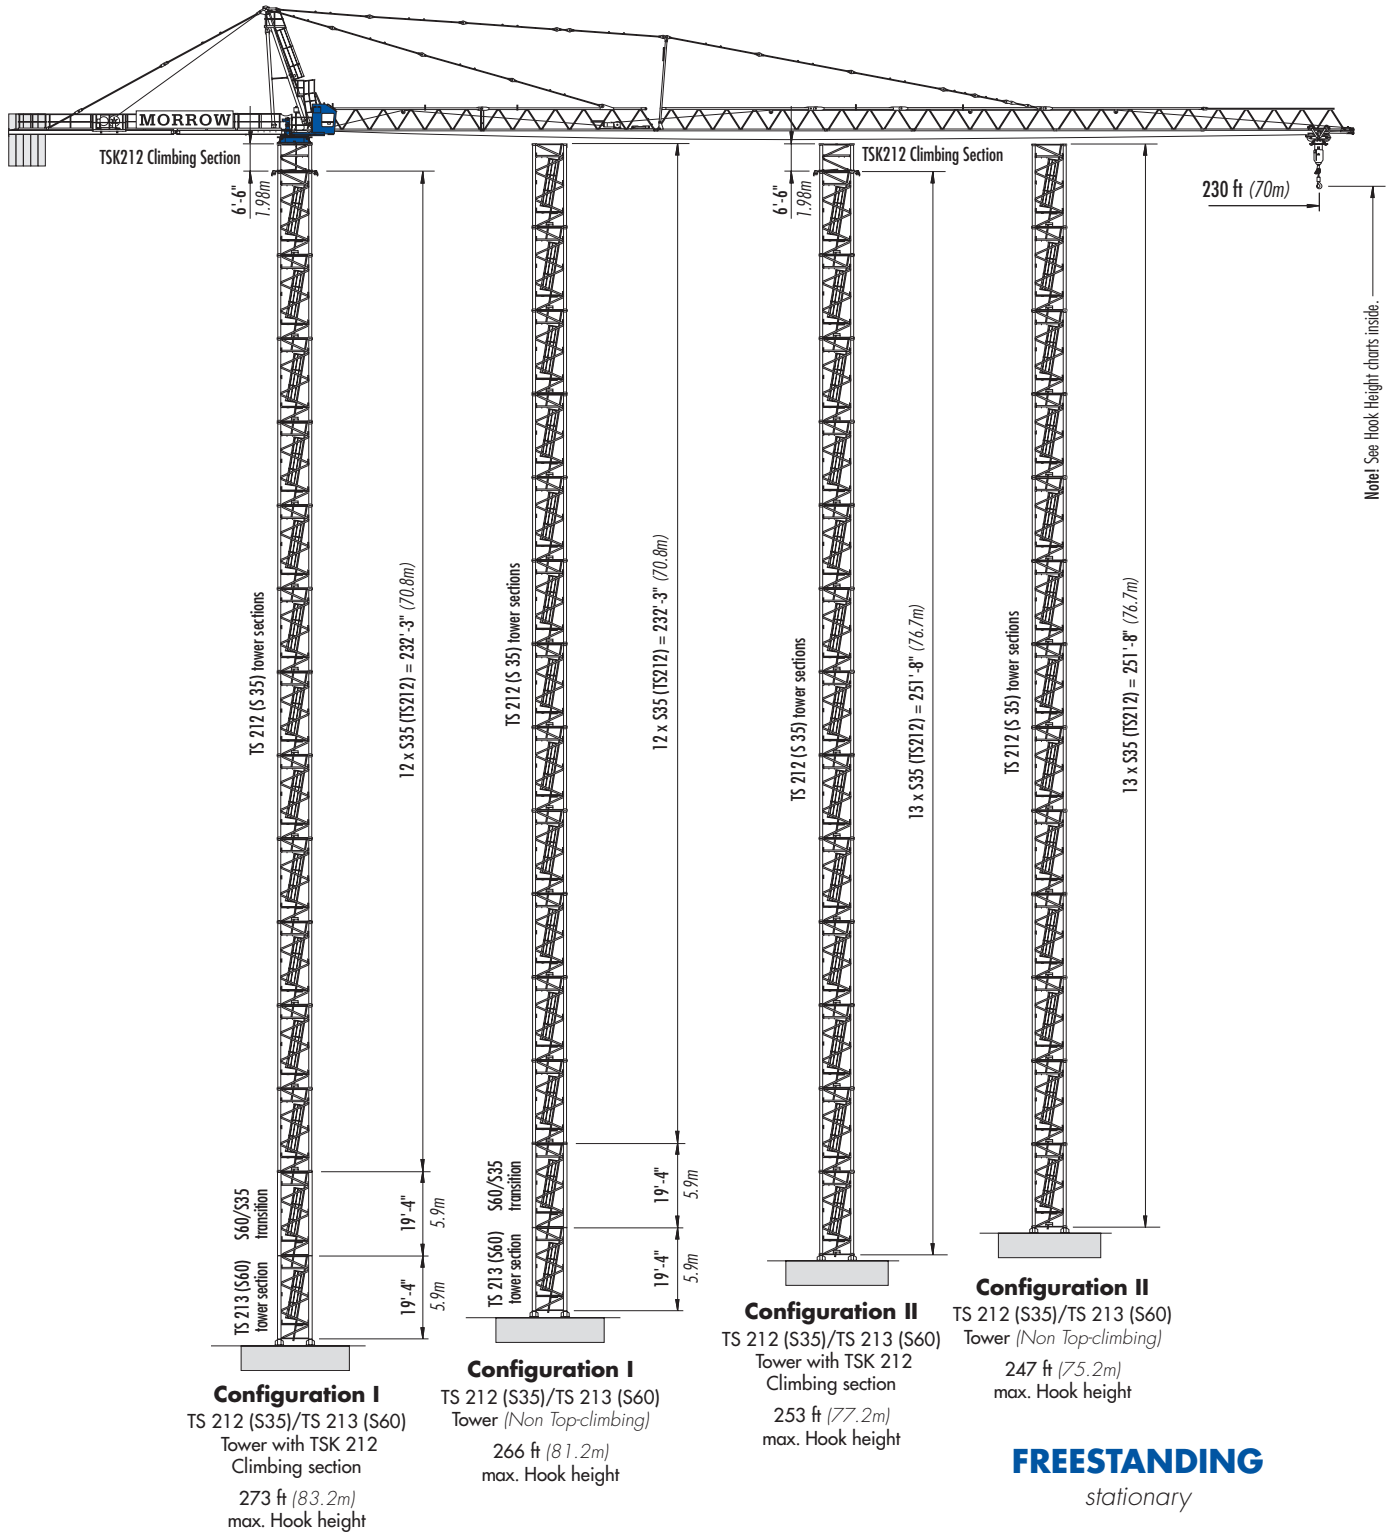 MORROW
TSK212 Climbing Section
6'-6"
1.98m
TS 212 (S 35) tower sections
12 x S35 (TS212) = 232'-3" (70.8m)
S60/S35
transition
19'-4"
5.9m
TS 213 (S60)
tower section
19'-4"
5.9m
Configuration I
TS 212 (S35)/TS 213 (S60)
Tower with TSK 212
Climbing section
273 ft (83.2m)
max. Hook height
TS 212 (S 35) tower sections
12 x S35 (TS212) = 232'-3" (70.8m)
S60/S35
transition
19'-4"
5.9m
TS 213 (S60)
tower section
19'-4"
5.9m
Configuration I
TS 212 (S35)/TS 213 (S60)
Tower (Non Top-climbing)
266 ft (81.2m)
max. Hook height
TSK212 Climbing Section
6'-6"
1.98m
TS 212 (S 35) tower sections
13 x S35 (TS212) = 251'-8" (76.7m)
Configuration II
TS 212 (S35)/TS 213 (S60)
Tower with TSK 212
Climbing section
253 ft (77.2m)
max. Hook height
TS 212 (S 35) tower sections
13 x S35 (TS212) = 251'-8" (76.7m)
Configuration II
TS 212 (S35)/TS 213 (S60)
Tower (Non Top-climbing)
247 ft (75.2m)
max. Hook height
230 ft (70m)
Note! See Hook Height charts inside.
FREESTANDING
stationary